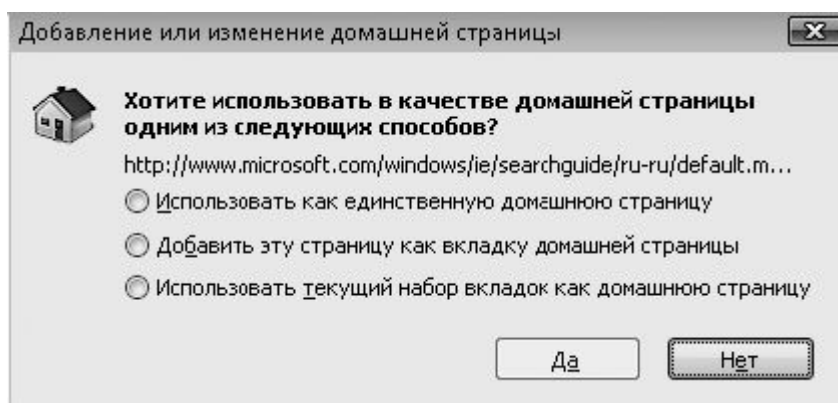 Добавление или изменение домашней страницы
Хотите использовать в качестве домашней страницы
одним из следующих способов?
http://www.microsoft.com/windows/ie/searchguide/ru-ru/default.m...
Использовать как единственную домашнюю страницу
Добавить эту страницу как вкладку домашней страницы
Использовать текущий набор вкладок как домашнюю страницу
Да
Нет